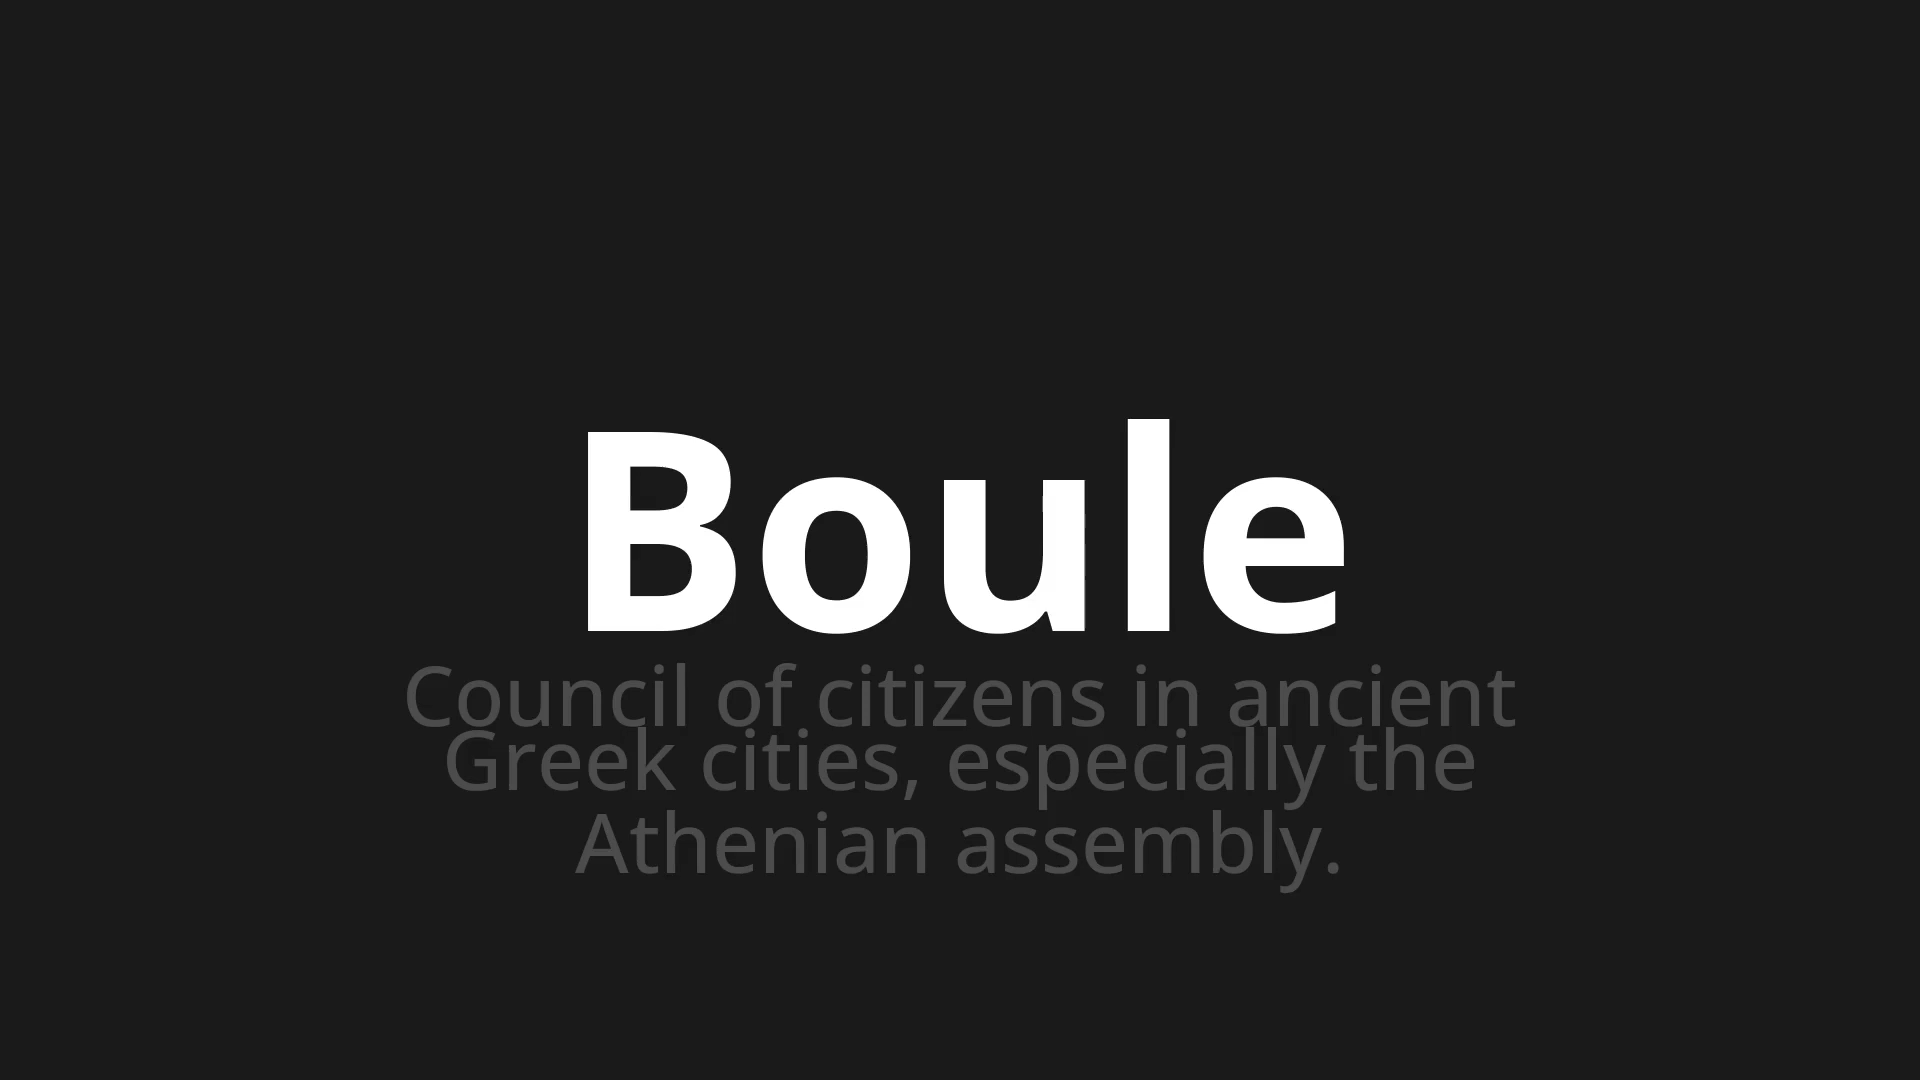 Boule
Council of citizens in ancient
Greek cities, especially the
Athenian assembly.